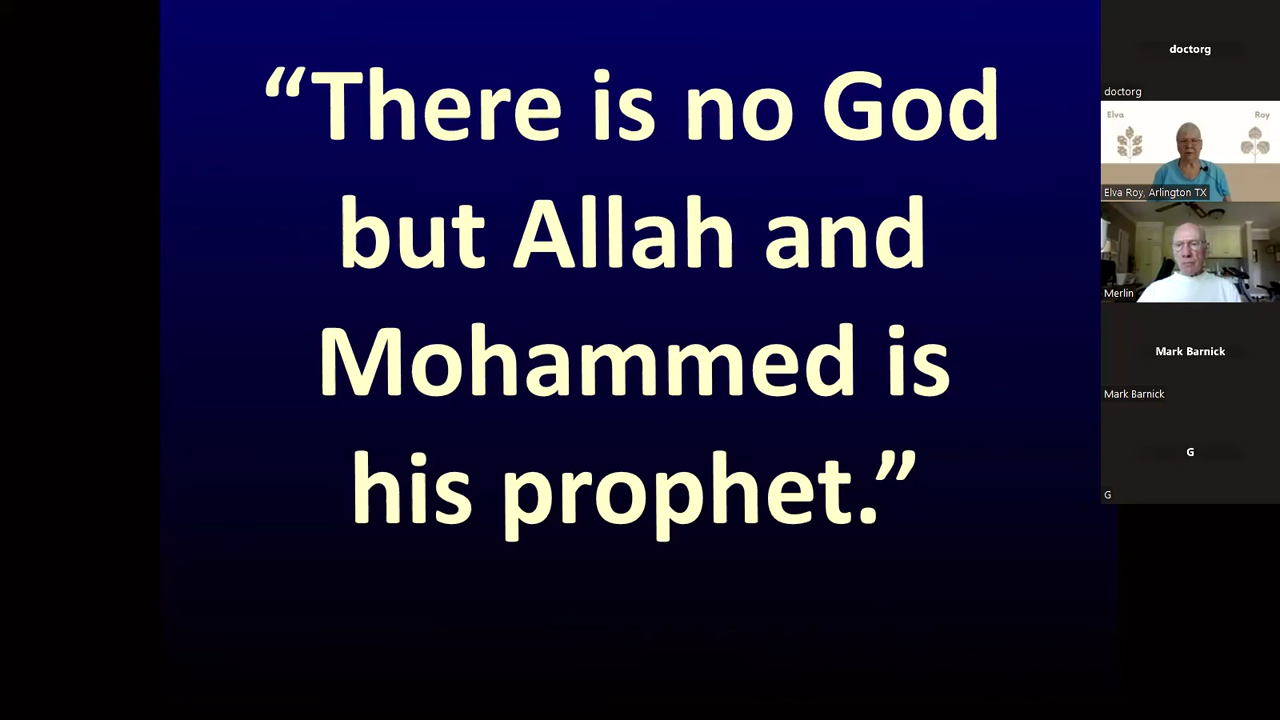 “There is no God
but Allah and
Mohammed is
his prophet.”
doctorg
doctorg
Elva
Roy
Elva Roy, Arlington TX
Merlin
Mark Barnick
Mark Barnick
G
G